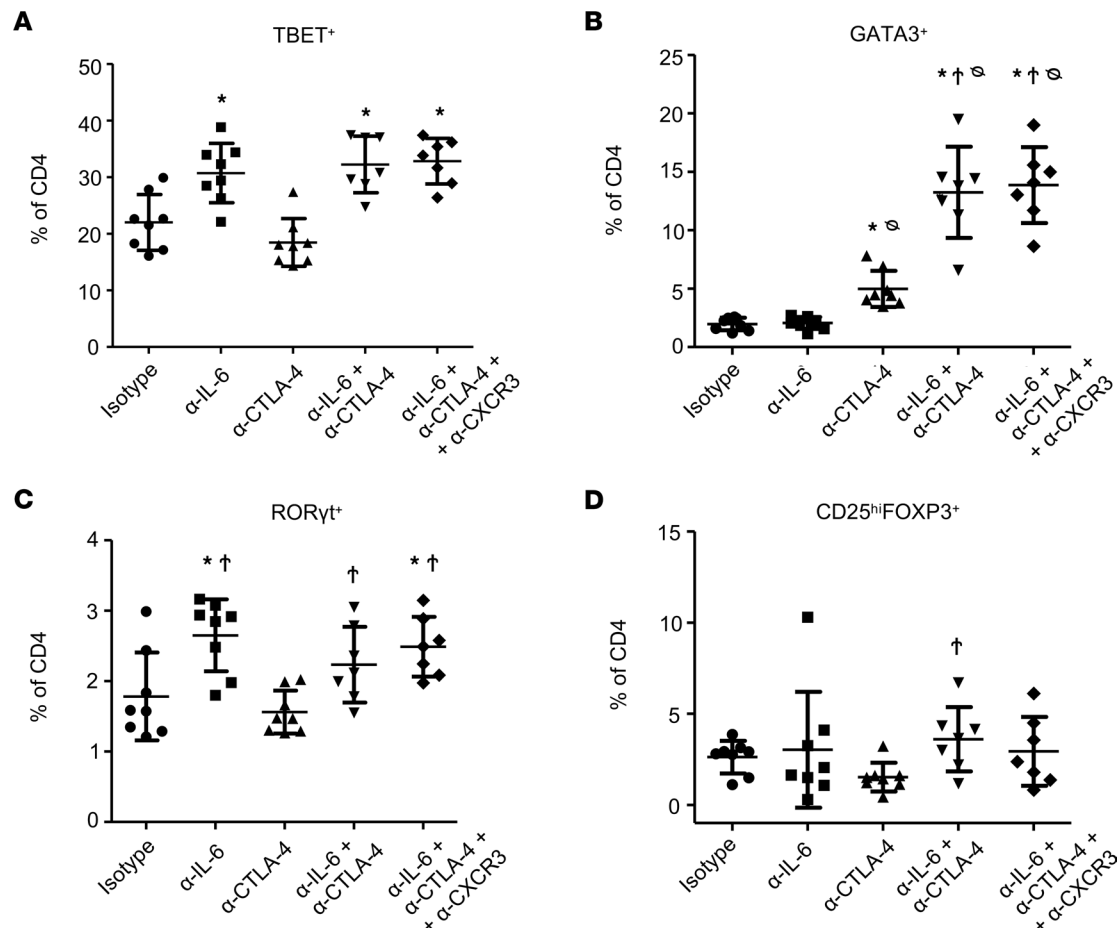 A
TBET⁺
% of CD4
50
40
30
20
10
0
*
*
*
Isotype
α-IL-6
α-CTLA-4
α-IL-6 +
α-CTLA-4
α-IL-6 +
α-CTLA-4 +
+ α-CXCR3
B
GATA3⁺
% of CD4
25
20
15
10
5
0
* ⴕ ⦰
* ⴕ ⦰
* ⦰
Isotype
α-IL-6
α-CTLA-4
α-IL-6 +
α-CTLA-4
α-IL-6 +
α-CTLA-4 +
+ α-CXCR3
C
RORγt⁺
% of CD4
4
3
2
1
0
* ⴕ
ⴕ
* ⴕ
Isotype
α-IL-6
α-CTLA-4
α-IL-6 +
α-CTLA-4
α-IL-6 +
α-CTLA-4 +
+ α-CXCR3
D
CD25ʰⁱFOXP3⁺
% of CD4
15
10
5
0
ⴕ
Isotype
α-IL-6
α-CTLA-4
α-IL-6 +
α-CTLA-4
α-IL-6 +
α-CTLA-4 +
+ α-CXCR3